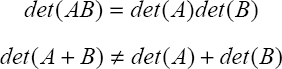 det(AB) = det(A)det(B)
det(A + B) ≠ det(A) + det(B)